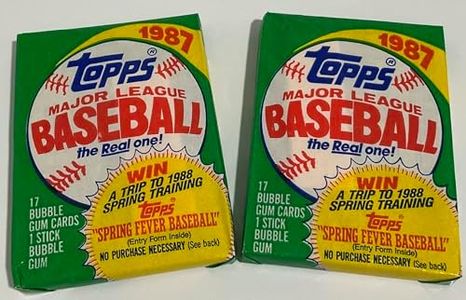 1987
Topps®
MAJOR LEAGUE
BASEBALL
the Real one!
WIN
A TRIP TO 1988
SPRING TRAINING
Topps
"SPRING FEVER BASEBALL"
(Entry Form Inside)
NO PURCHASE NECESSARY (See back)
17
BUBBLE
GUM CARDS
1 STICK
BUBBLE
GUM
1987
Topps®
MAJOR LEAGUE
BASEBALL
the Real one!
WIN
A TRIP TO 1988
SPRING TRAINING
Topps
"SPRING FEVER BASEBALL"
(Entry Form Inside)
NO PURCHASE NECESSARY (See back)
17
BUBBLE
GUM CARDS
1 STICK
BUBBLE
GUM